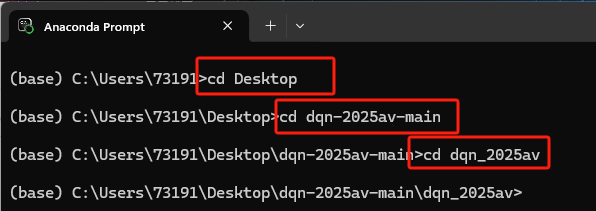 Anaconda Prompt
(base) C:\Users\73191>cd Desktop
(base) C:\Users\73191\Desktop>cd dqn-2025av-main
(base) C:\Users\73191\Desktop\dqn-2025av-main>cd dqn_2025av
(base) C:\Users\73191\Desktop\dqn-2025av-main\dqn_2025av>